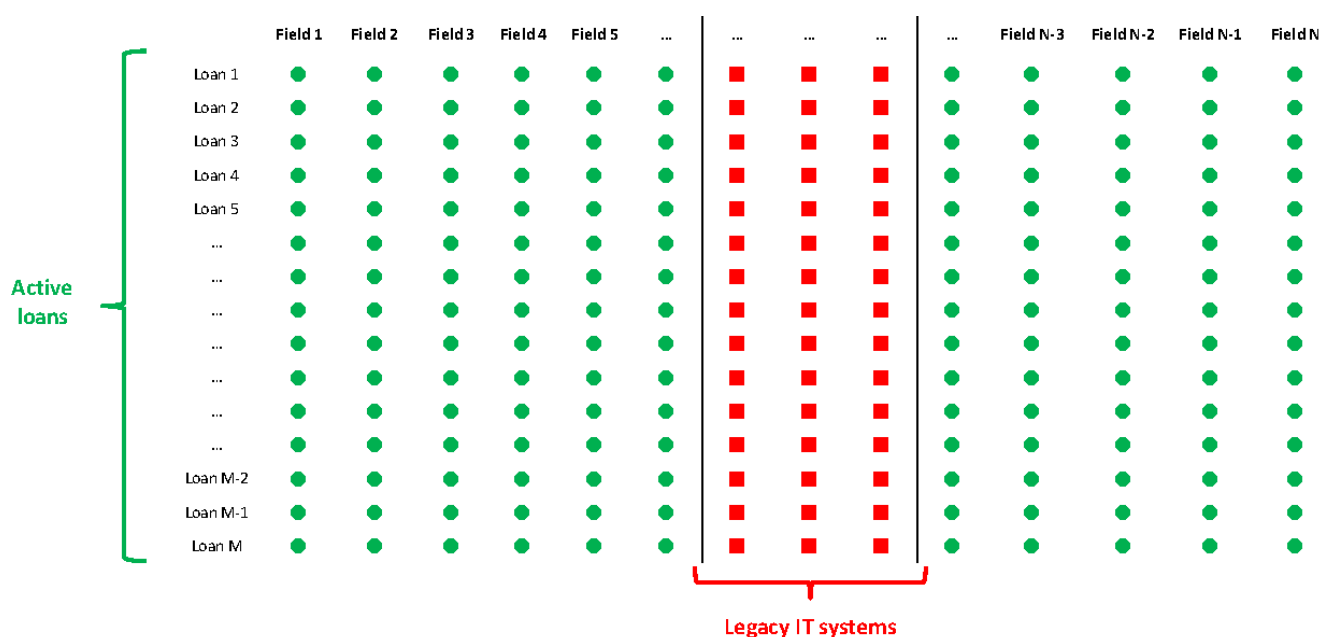 Field 1 Field 2 Field 3 Field 4 Field 5 ... ... ... ... ... Field N-3 Field N-2 Field N-1 Field N
Loan 1
Loan 2
Loan 3
Loan 4
Loan 5
...
...
Active
loans
...
...
...
...
...
Loan M-2
Loan M-1
Loan M
Legacy IT systems